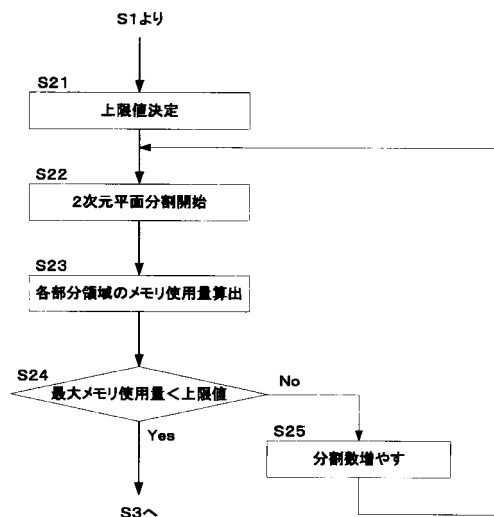 S1より
S21
上限値決定
S22
2次元平面分割開始
S23
各部分領域のメモリ使用量算出
S24
最大メモリ使用量<上限値
No
Yes
S25
分割数増やす
S3へ